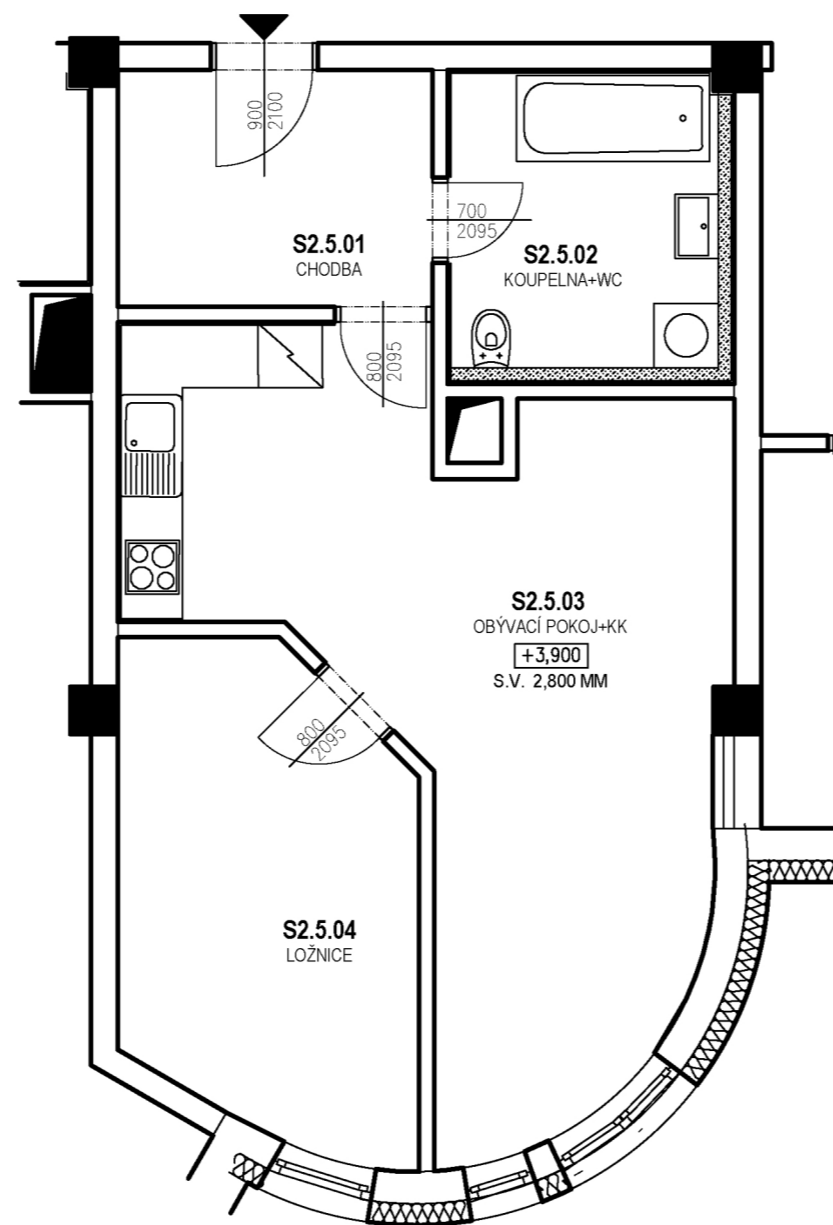 900
2100
S2.5.01
CHODBA
700
2095
S2.5.02
KOUPELNA+WC
800
2095
S2.5.03
OBÝVACÍ POKOJ+KK
+3,900
S.V. 2,800 MM
800
2095
S2.5.04
LOŽNICE